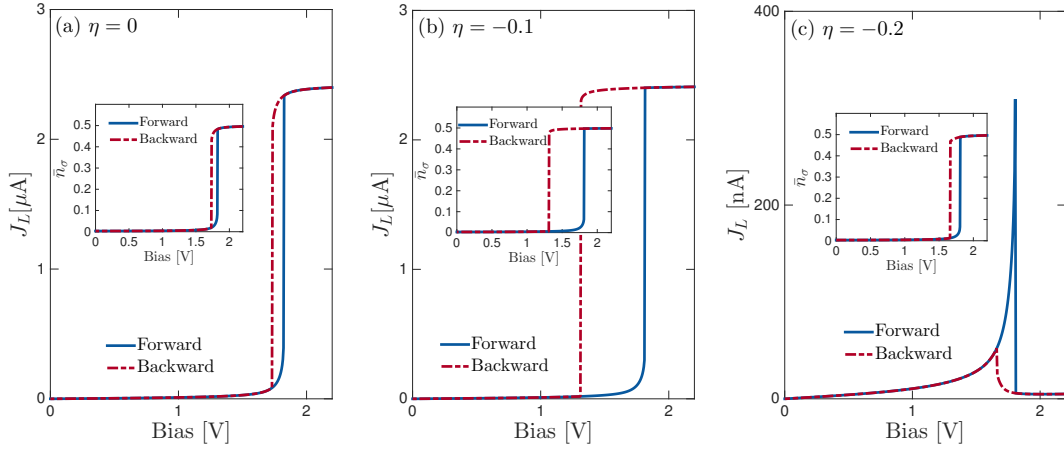 (a) η = 0
J_L [μA]
3
2
1
0
0 1 2
Bias [V]
Forward
Backward
n̄_σ
0.5
0.4
0.3
0.2
0.1
0
0 0.5 1 1.5 2
Bias [V]
Forward
Backward
(b) η = −0.1
J_L [μA]
3
2
1
0
0 1 2
Bias [V]
Forward
Backward
n̄_σ
0.5
0.4
0.3
0.2
0.1
0
0 0.5 1 1.5 2
Bias [V]
Forward
Backward
(c) η = −0.2
J_L [nA]
400
200
0
0 1 2
Bias [V]
Forward
Backward
n̄_σ
0.5
0.4
0.3
0.2
0.1
0
0 0.5 1 1.5 2
Bias [V]
Forward
Backward